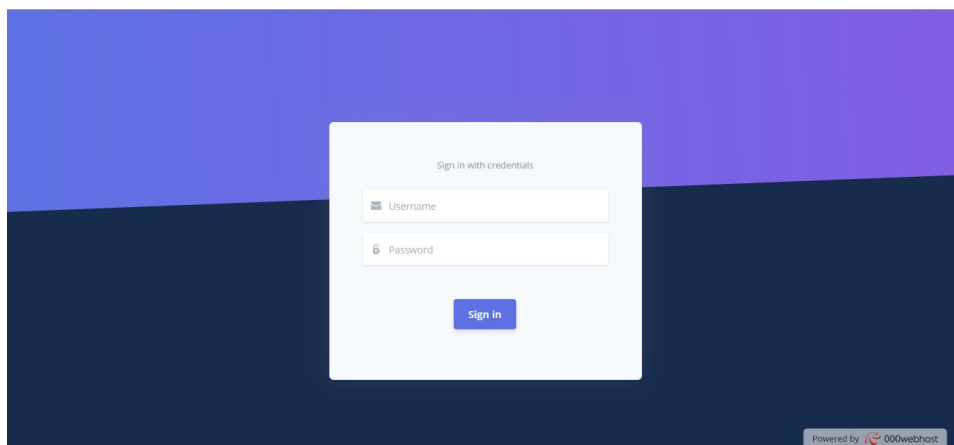 Sign in with credentials
Username
Password
Sign in
Powered by 000webhost